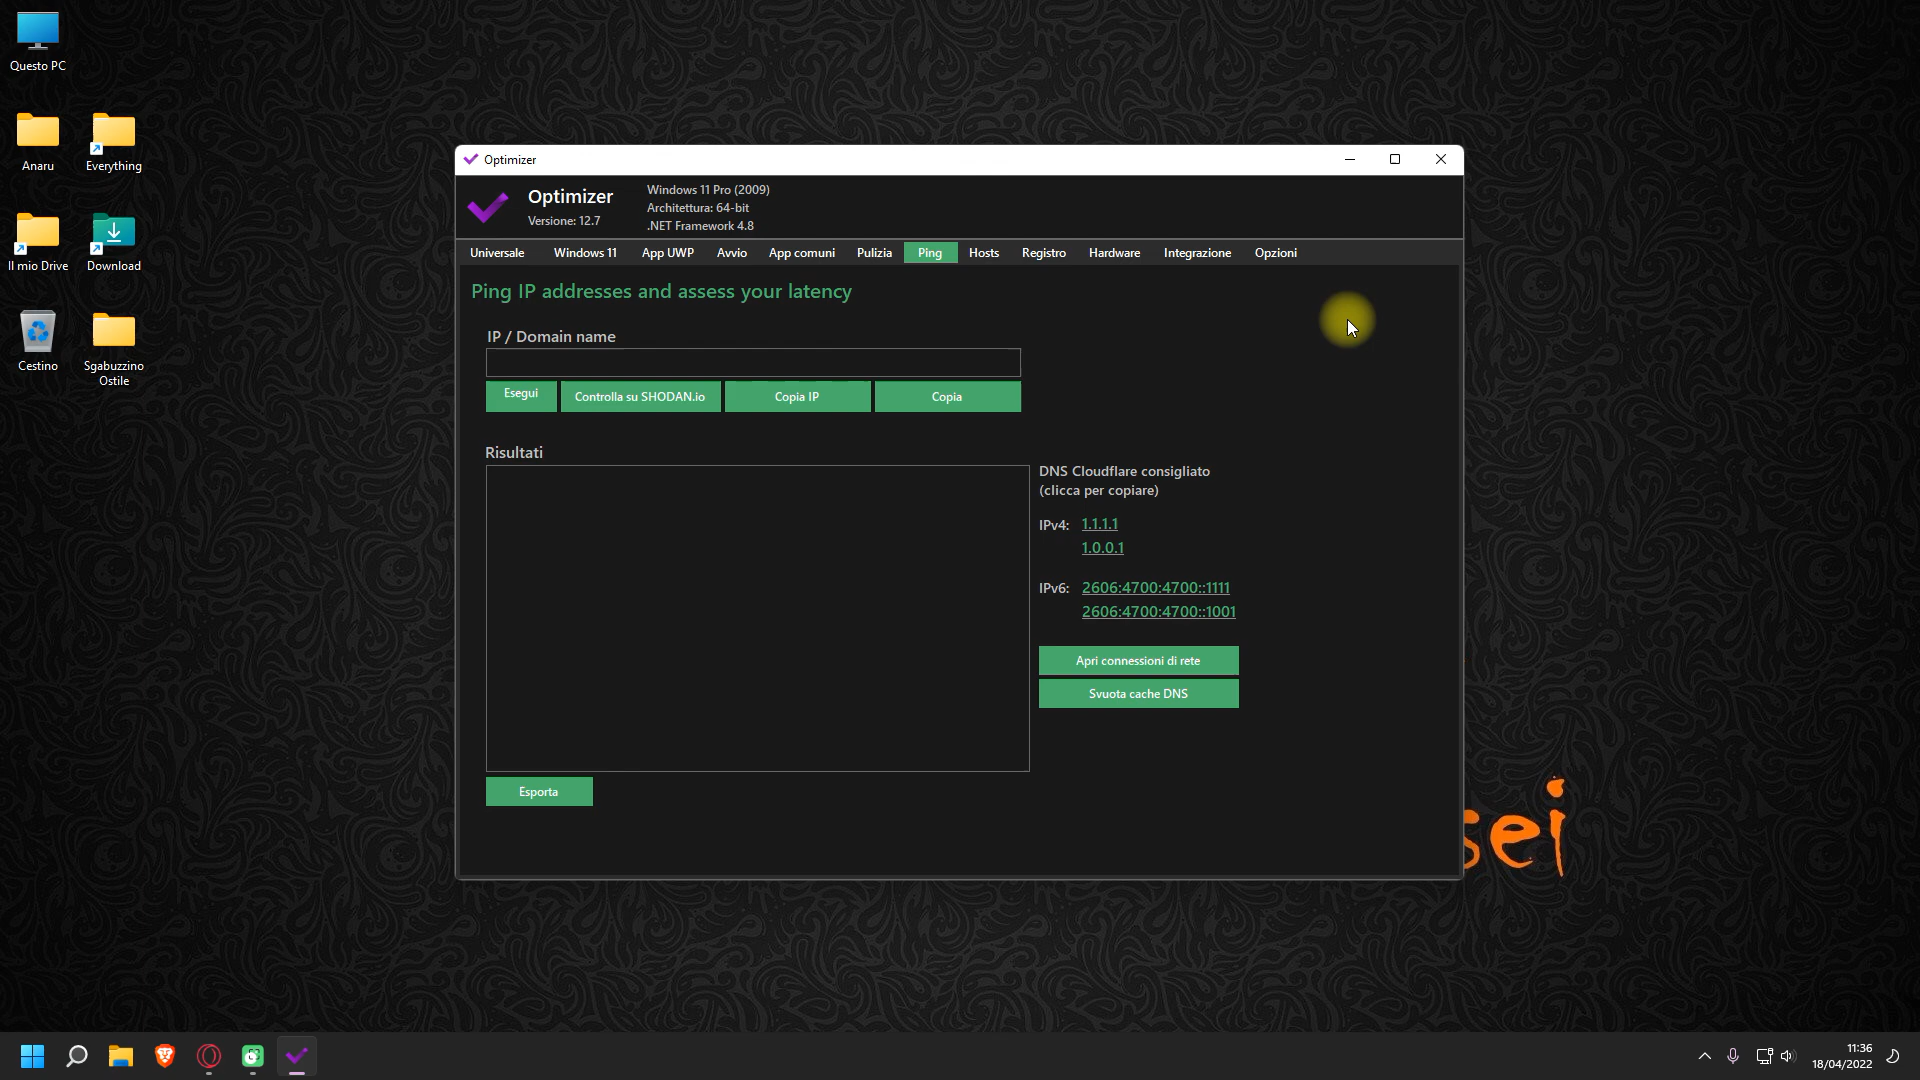 Questo PC
Anaru
Everything
Il mio Drive
Download
Cestino
Sgabuzzino
Ostile
Optimizer
Optimizer
Versione: 12.7
Windows 11 Pro (2009)
Architettura: 64-bit
.NET Framework 4.8
Universale Windows 11 App UWP Avvio App comuni Pulizia Ping Hosts Registro Hardware Integrazione Opzioni
Ping IP addresses and assess your latency
IP / Domain name
Esegui Controlla su SHODAN.io Copia IP Copia
Risultati
DNS Cloudflare consigliato
(clicca per copiare)
IPv4: 1.1.1.1
1.0.0.1
IPv6: 2606:4700:4700::1111
2606:4700:4700::1001
Apri connessioni di rete
Svuota cache DNS
Esporta
sei
11:36
18/04/2022